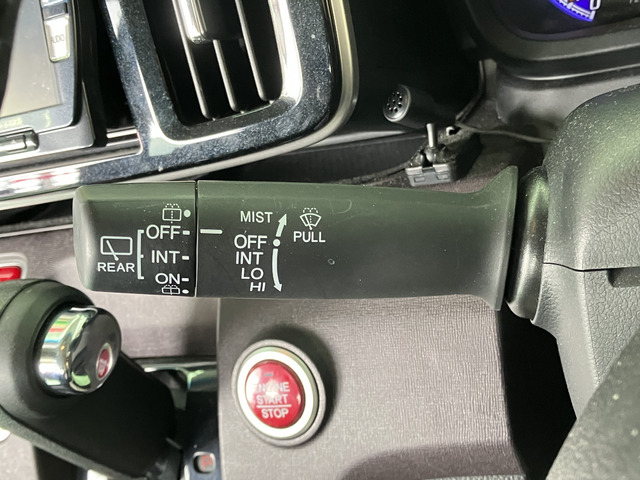 MIST
PULL
OFF
INT
LO
HI
REAR
OFF
INT
ON
ENGINE
START
STOP